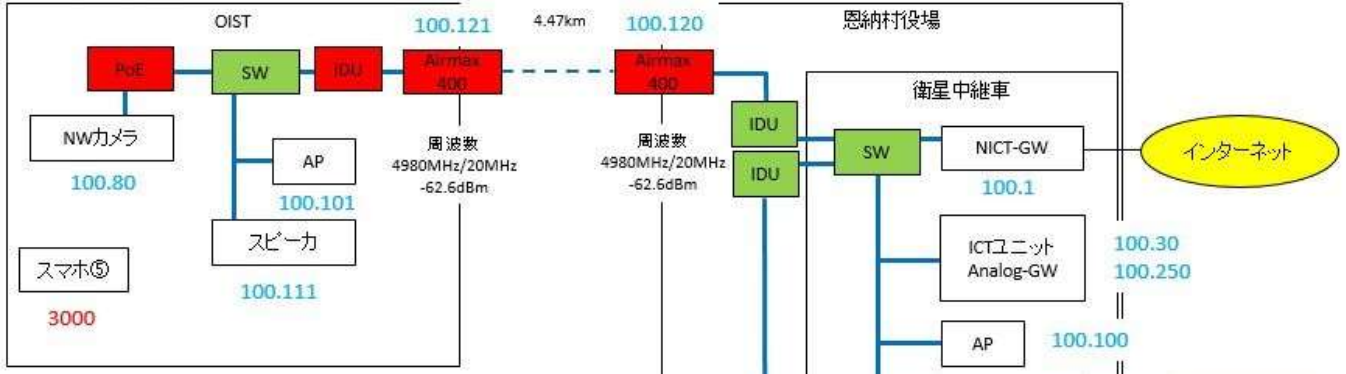 OIST
100.121
4.47km
100.120
恩納村役場
PoE
SW
IDU
Airmax
400
Airmax
400
衛星中継車
NWカメラ
100.80
AP
100.101
スピーカ
100.111
スマホ⑤
3000
周波数
4980MHz/20MHz
-62.6dBm
周波数
4980MHz/20MHz
-62.6dBm
IDU
IDU
SW
NICT-GW
100.1
インターネット
ICTユニット
Analog-GW
100.30
100.250
AP
100.100